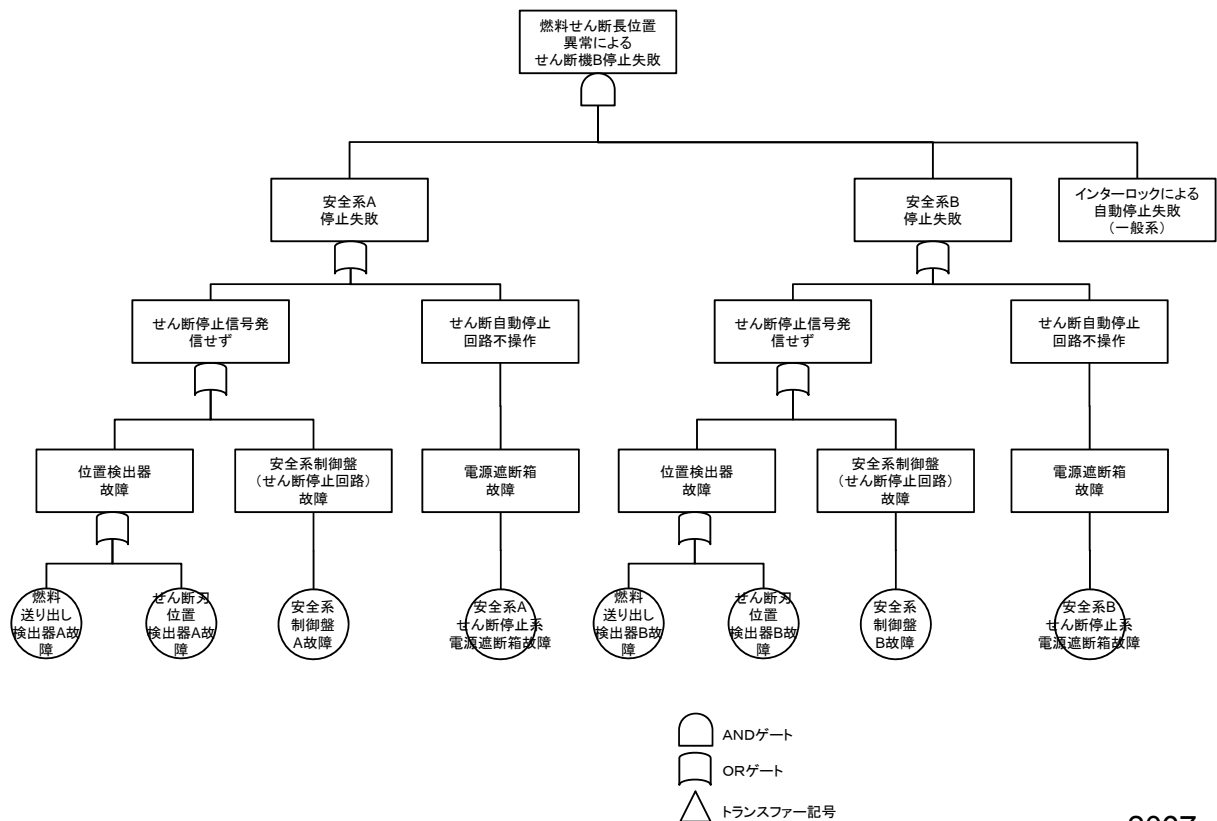 燃料せん断長位置
異常による
せん断機B停止失敗
安全系A
停止失敗
安全系B
停止失敗
インターロックによる
自動停止失敗
(一般系)
せん断停止信号発
信せず
せん断自動停止
回路不操作
せん断停止信号発
信せず
せん断自動停止
回路不操作
位置検出器
故障
安全系制御盤
(せん断停止回路)
故障
電源遮断箱
故障
位置検出器
故障
安全系制御盤
(せん断停止回路)
故障
電源遮断箱
故障
燃料
送り出し
検出器A故
障
せん断刃
位置
検出器A故
障
安全系
制御盤
A故障
安全系A
せん断停止系
電源遮断箱故障
燃料
送り出し
検出器B故
障
せん断刃
位置
検出器B故
障
安全系
制御盤
B故障
安全系B
せん断停止系
電源遮断箱故障
ANDゲート
ORゲート
トランスファー記号